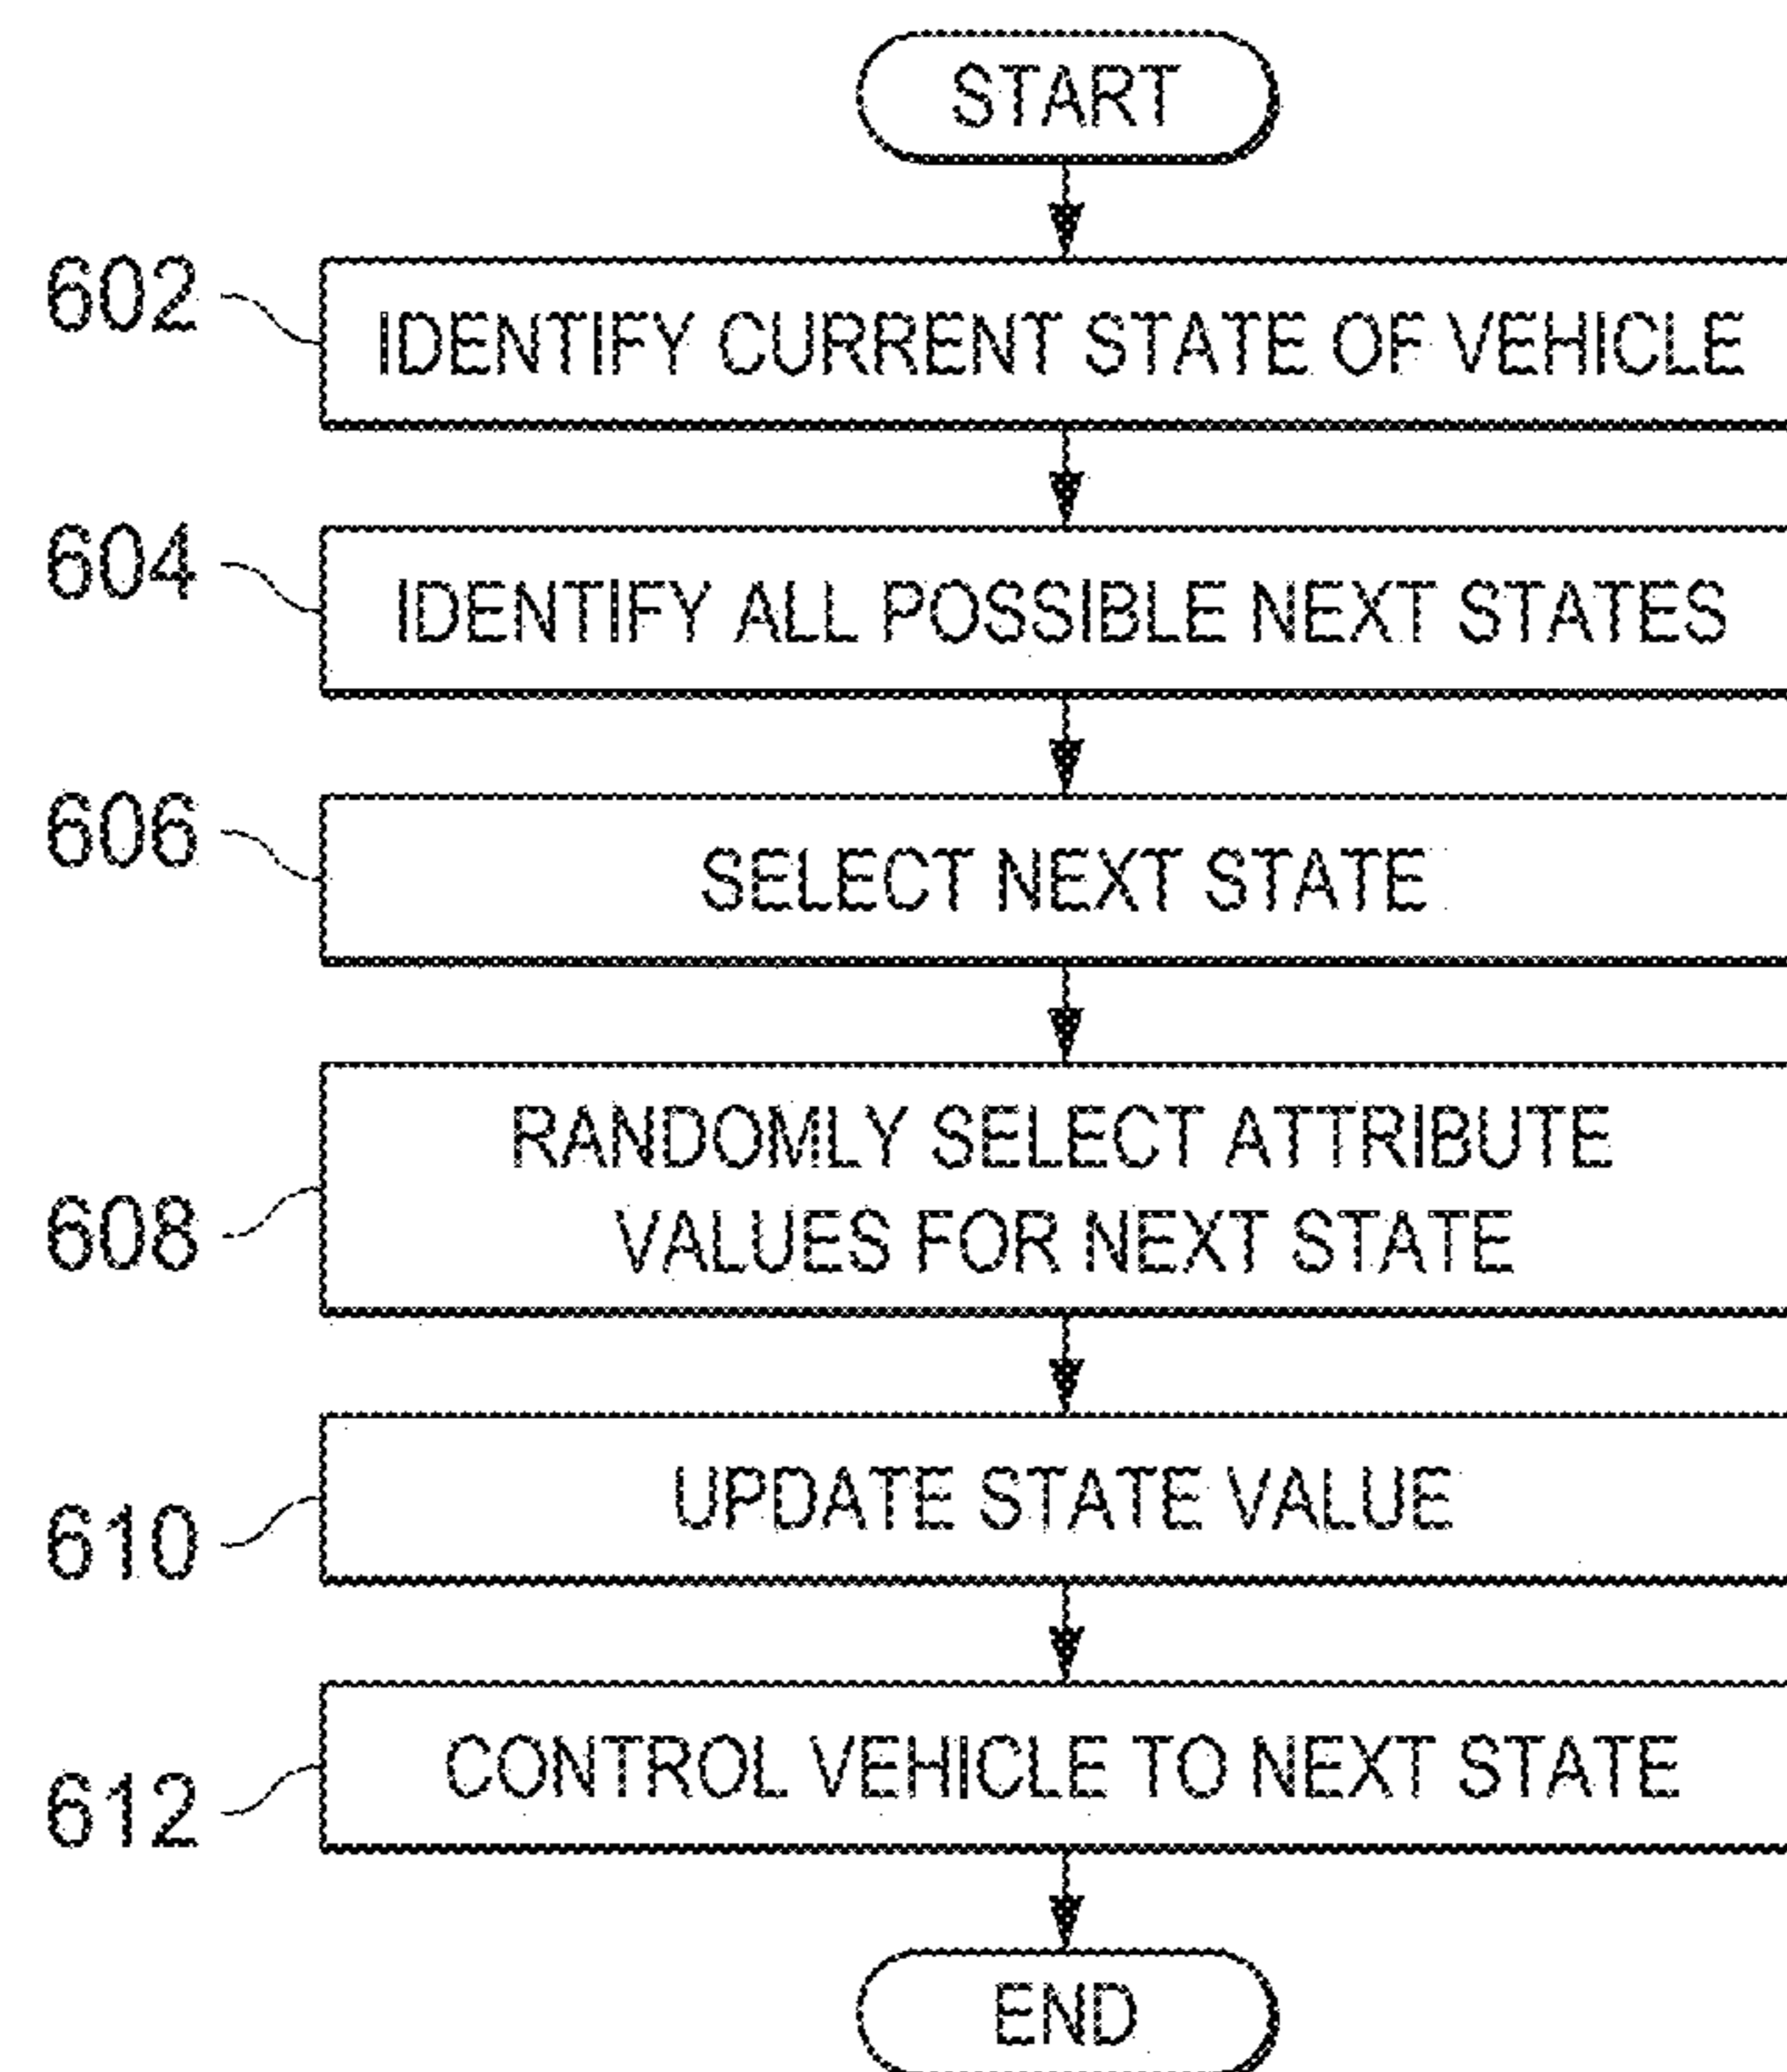 START
602
IDENTIFY CURRENT STATE OF VEHICLE
604
IDENTIFY ALL POSSIBLE NEXT STATES
606
SELECT NEXT STATE
608
RANDOMLY SELECT ATTRIBUTE
VALUES FOR NEXT STATE
610
UPDATE STATE VALUE
612
CONTROL VEHICLE TO NEXT STATE
END